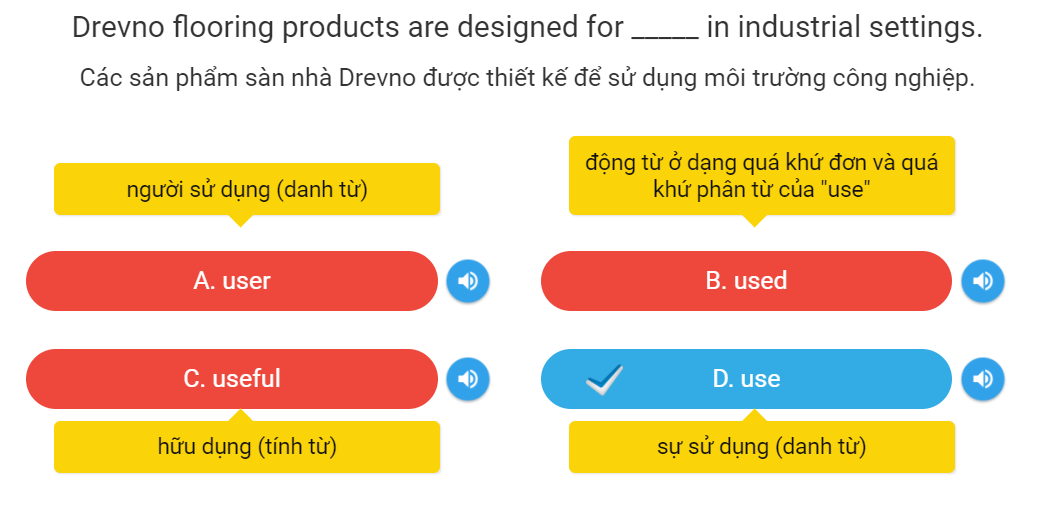 Drevno flooring products are designed for _____ in industrial settings.
Các sản phẩm sàn nhà Drevno được thiết kế để sử dụng môi trường công nghiệp.
người sử dụng (danh từ)
động từ ở dạng quá khứ đơn và quá
khứ phân từ của "use"
A. user
B. used
C. useful
D. use
hữu dụng (tính từ)
sự sử dụng (danh từ)